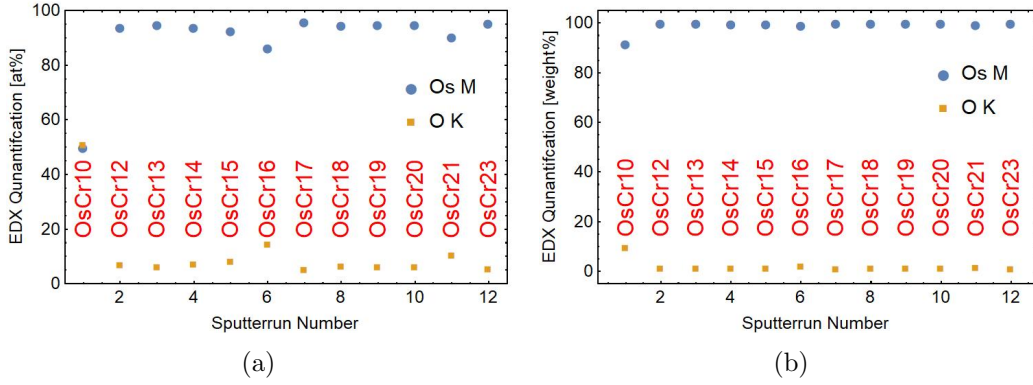 100
80
60
40
20
0
EDX Qunantifcation [at%]
Os M
O K
OsCr10
OsCr12
OsCr13
OsCr14
OsCr15
OsCr16
OsCr17
OsCr18
OsCr19
OsCr20
OsCr21
OsCr23
2 4 6 8 10 12
Sputterrun Number
(a)
100
80
60
40
20
0
EDX Qunantifcation [weight%]
Os M
O K
OsCr10
OsCr12
OsCr13
OsCr14
OsCr15
OsCr16
OsCr17
OsCr18
OsCr19
OsCr20
OsCr21
OsCr23
2 4 6 8 10 12
Sputterrun Number
(b)